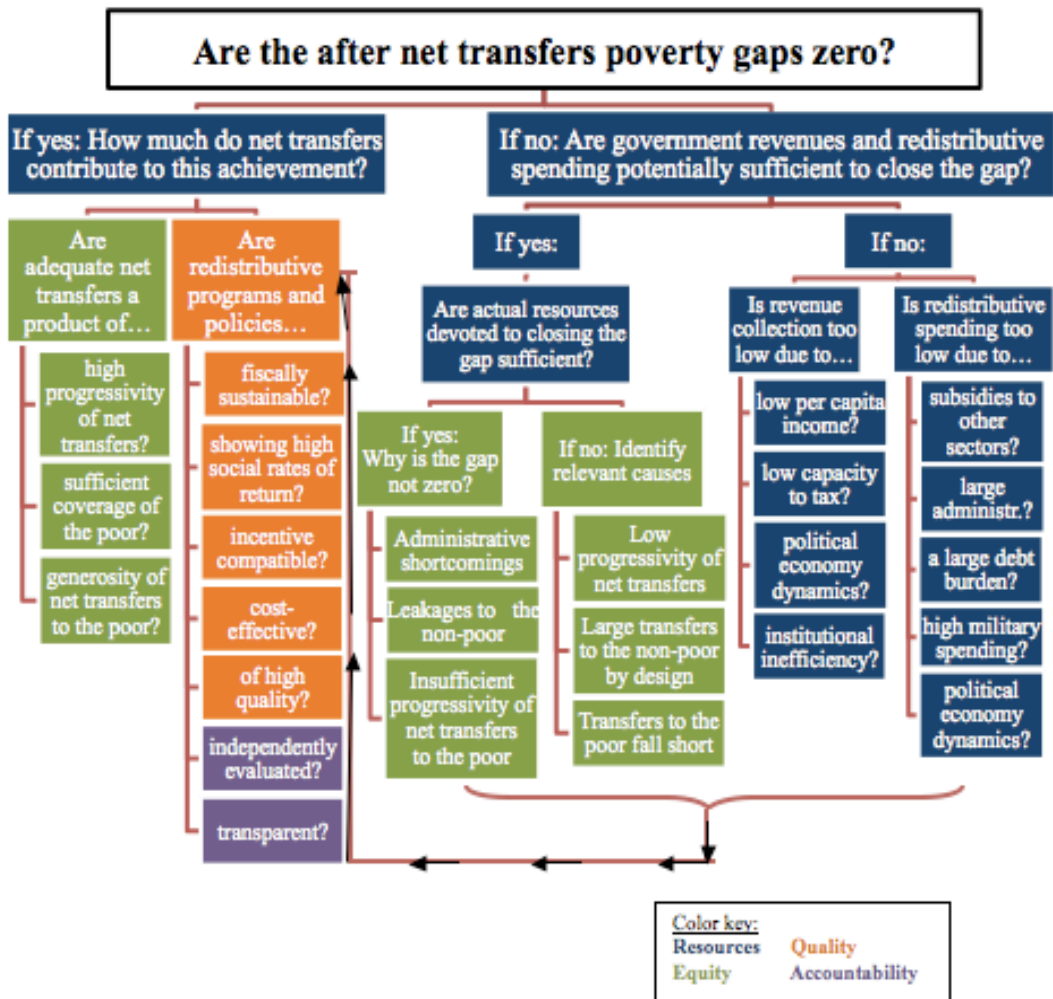 Are the after net transfers poverty gaps zero?
If yes: How much do net transfers
contribute to this achievement?
If no: Are government revenues and redistributive
spending potentially sufficient to close the gap?
Are
adequate net
transfers a
product of…
high
progressivity
of net
transfers?
sufficient
coverage of
the poor?
generosity of
net transfers
to the poor?
Are
redistributive
programs and
policies…
fiscally
sustainable?
showing high
social rates of
return?
incentive
compatible?
cost-
effective?
of high
quality?
independently
evaluated?
transparent?
If yes:
Are actual resources
devoted to closing the
gap sufficient?
If yes:
Why is the gap
not zero?
Administrative
shortcomings
Leakages to the
non-poor
Insufficient
progressivity of
net transfers
to the poor
If no: Identify
relevant causes
Low
progressivity of
net transfers
Large transfers
to the non-poor
by design
Transfers to the
poor fall short
If no:
Is revenue
collection too
low due to…
low per capita
income?
low capacity
to tax?
political
economy
dynamics?
institutional
inefficiency?
Is redistributive
spending too
low due to…
subsidies to
other
sectors?
large
administr.?
a large debt
burden?
high military
spending?
political
economy
dynamics?
Color key:
Resources Quality
Equity Accountability